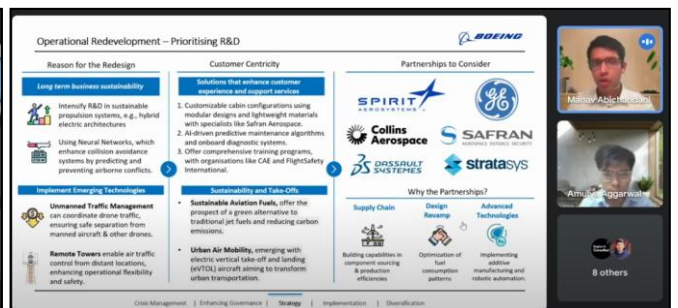 Operational Redevelopment – Prioritising R&D
BOEING
Reason for the Redesign
Long term business sustainability
Intensify R&D in sustainable
propulsion systems, e.g., hybrid
electric architectures
Using Neural Networks, which
enhance collision avoidance
systems by predicting and
preventing airborne conflicts.
Implement Emerging Technologies
Unmanned Traffic Management
can coordinate drone traffic,
ensuring safe separation from
manned aircraft & other drones.
Remote Towers enable air traffic
control from distant locations,
enhancing operational flexibility
and safety.
Customer Centricity
Solutions that enhance customer
experience and support services
1. Customizable cabin configurations using
modular designs and lightweight materials
with specialists like Safran Aerospace.
2. AI-driven predictive maintenance algorithms
and onboard diagnostic systems.
3. Offer comprehensive training programs,
with organisations like CAE and FlightSafety
International.
Sustainability and Take-Offs
• Sustainable Aviation Fuels, offer the
prospect of a green alternative to
traditional jet fuels and reducing carbon
emissions.
• Urban Air Mobility, emerging with
electric vertical take-off and landing
(eVTOL) aircraft aiming to transform
urban transportation.
Partnerships to Consider
SPIRIT
AEROSYSTEMS
GE
Collins
Aerospace
SAFRAN
AEROSPACE DEFENCE SECURITY
DASSAULT
SYSTEMES
stratasys
Why the Partnerships?
Supply Chain
Building capabilities in
component sourcing
& production
efficiencies
Design
Revamp
Optimization of
fuel
consumption
patterns
Advanced
Technologies
Implementing
additive
manufacturing and
robotic automation.
Crisis Management | Enhancing Governance | Strategy | Implementation | Diversification
Manav Abichandani
Amulya Aggarwal
8 others